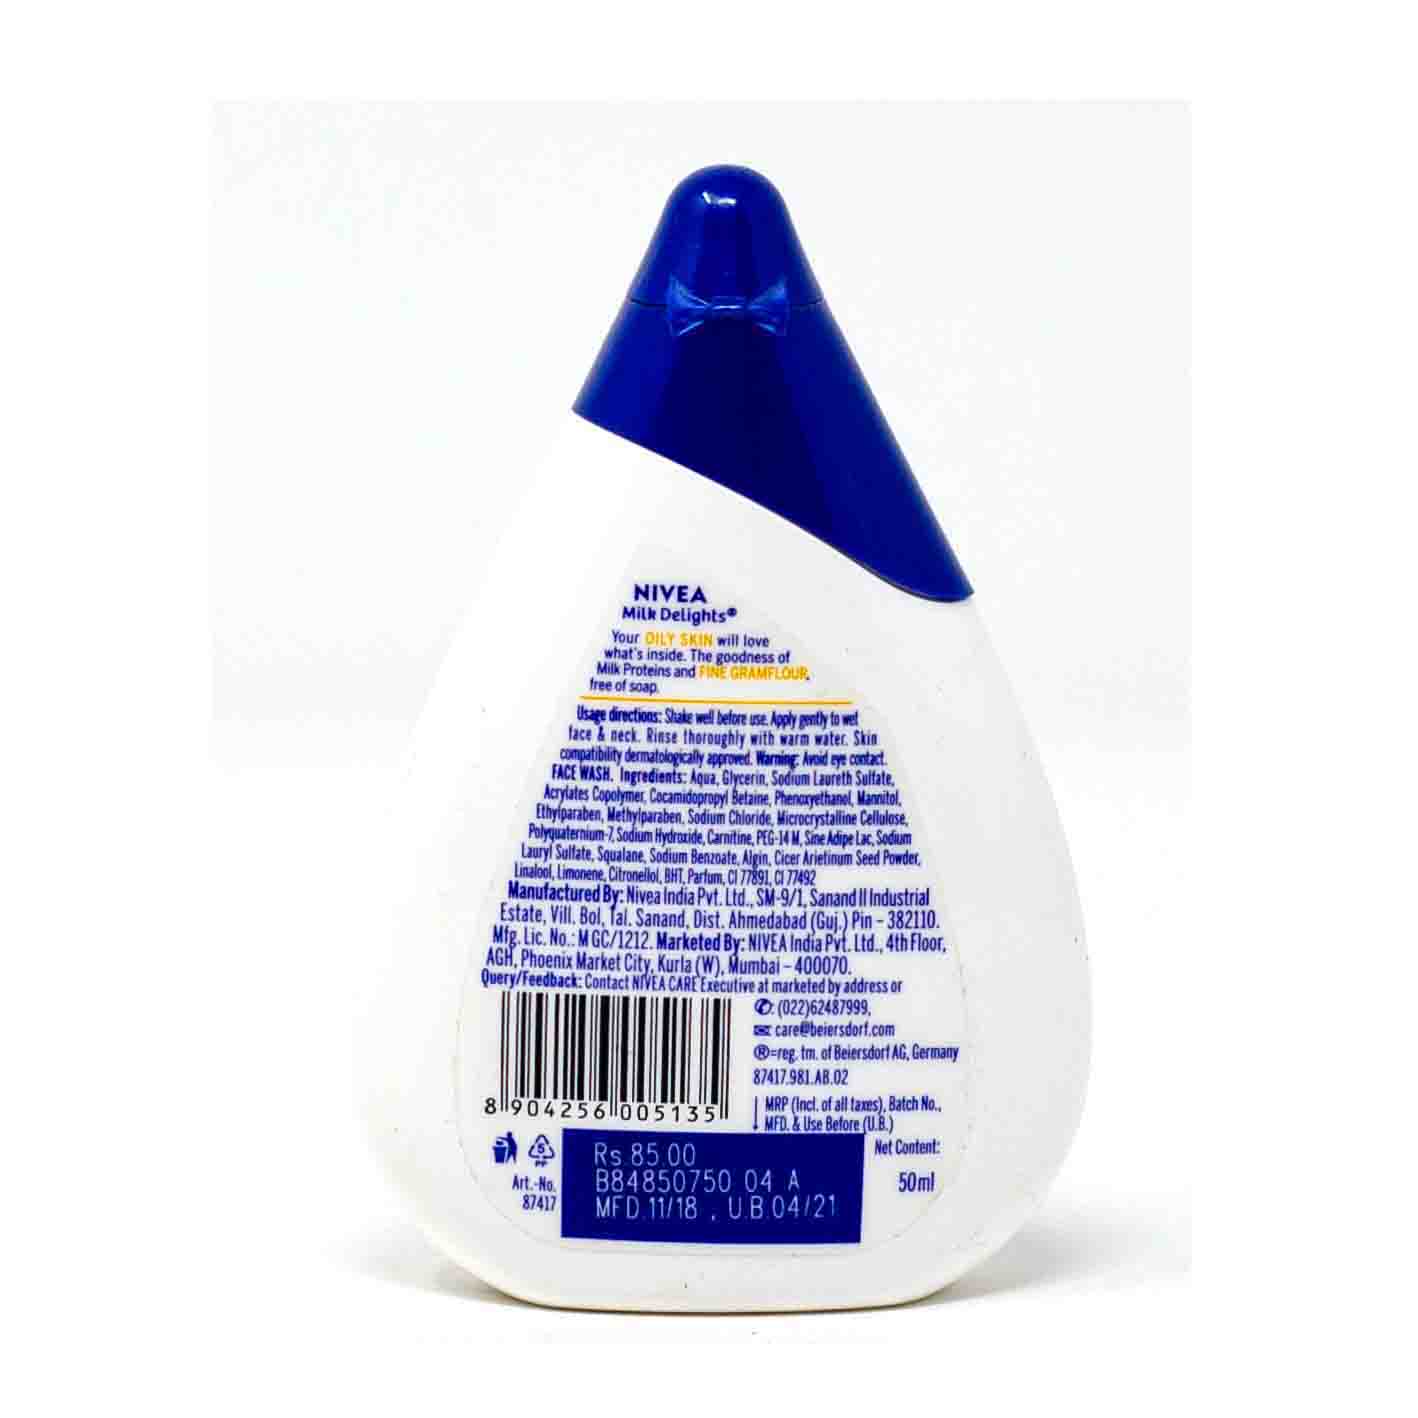 NIVEA
Milk Delights®
Your OILY SKIN will love
what's inside. The goodness of
Milk Proteins and FINE GRAMFLOUR,
free of soap.
Usage directions: Shake well before use. Apply gently to wet
face & neck. Rinse thoroughly with warm water. Skin
compatibility dermatologically approved. Warning: Avoid eye contact.
FACE WASH. Ingredients: Aqua, Glycerin, Sodium Laureth Sulfate,
Acrylates Copolymer, Cocamidopropyl Betaine, Phenoxyethanol, Mannitol,
Ethylparaben, Methylparaben, Sodium Chloride, Microcrystalline Cellulose,
Polyquaternium-7, Sodium Hydroxide, Carnitine, PEG-14 M, Sine Adipe Lac, Sodium
Lauryl Sulfate, Squalane, Sodium Benzoate, Algin, Cicer Arietinum Seed Powder,
Linalool, Limonene, Citronellol, BHT, Parfum, CI 77891, CI 77492
Manufactured By: Nivea India Pvt. Ltd., SM-9/1, Sanand II Industrial
Estate, Vill. Bol, Tal. Sanand, Dist. Ahmedabad (Guj.) Pin – 382110.
Mfg. Lic. No.: M GC/1212. Marketed By: NIVEA India Pvt. Ltd., 4th Floor,
AGH, Phoenix Market City, Kurla (W), Mumbai – 400070.
Query/Feedback: Contact NIVEA CARE Executive at marketed by address or
✆: (022)62487999,
✉: care@beiersdorf.com
®=reg. tm. of Beiersdorf AG, Germany
87417.981.AB.02
8 904256 005135
MRP (Incl. of all taxes), Batch No.,
MFD. & Use Before (U.B.)
5
PP
Art.-No.
87417
Rs.85.00
B84850750 04 A
MFD.11/18 , U.B.04/21
Net Content:
50ml